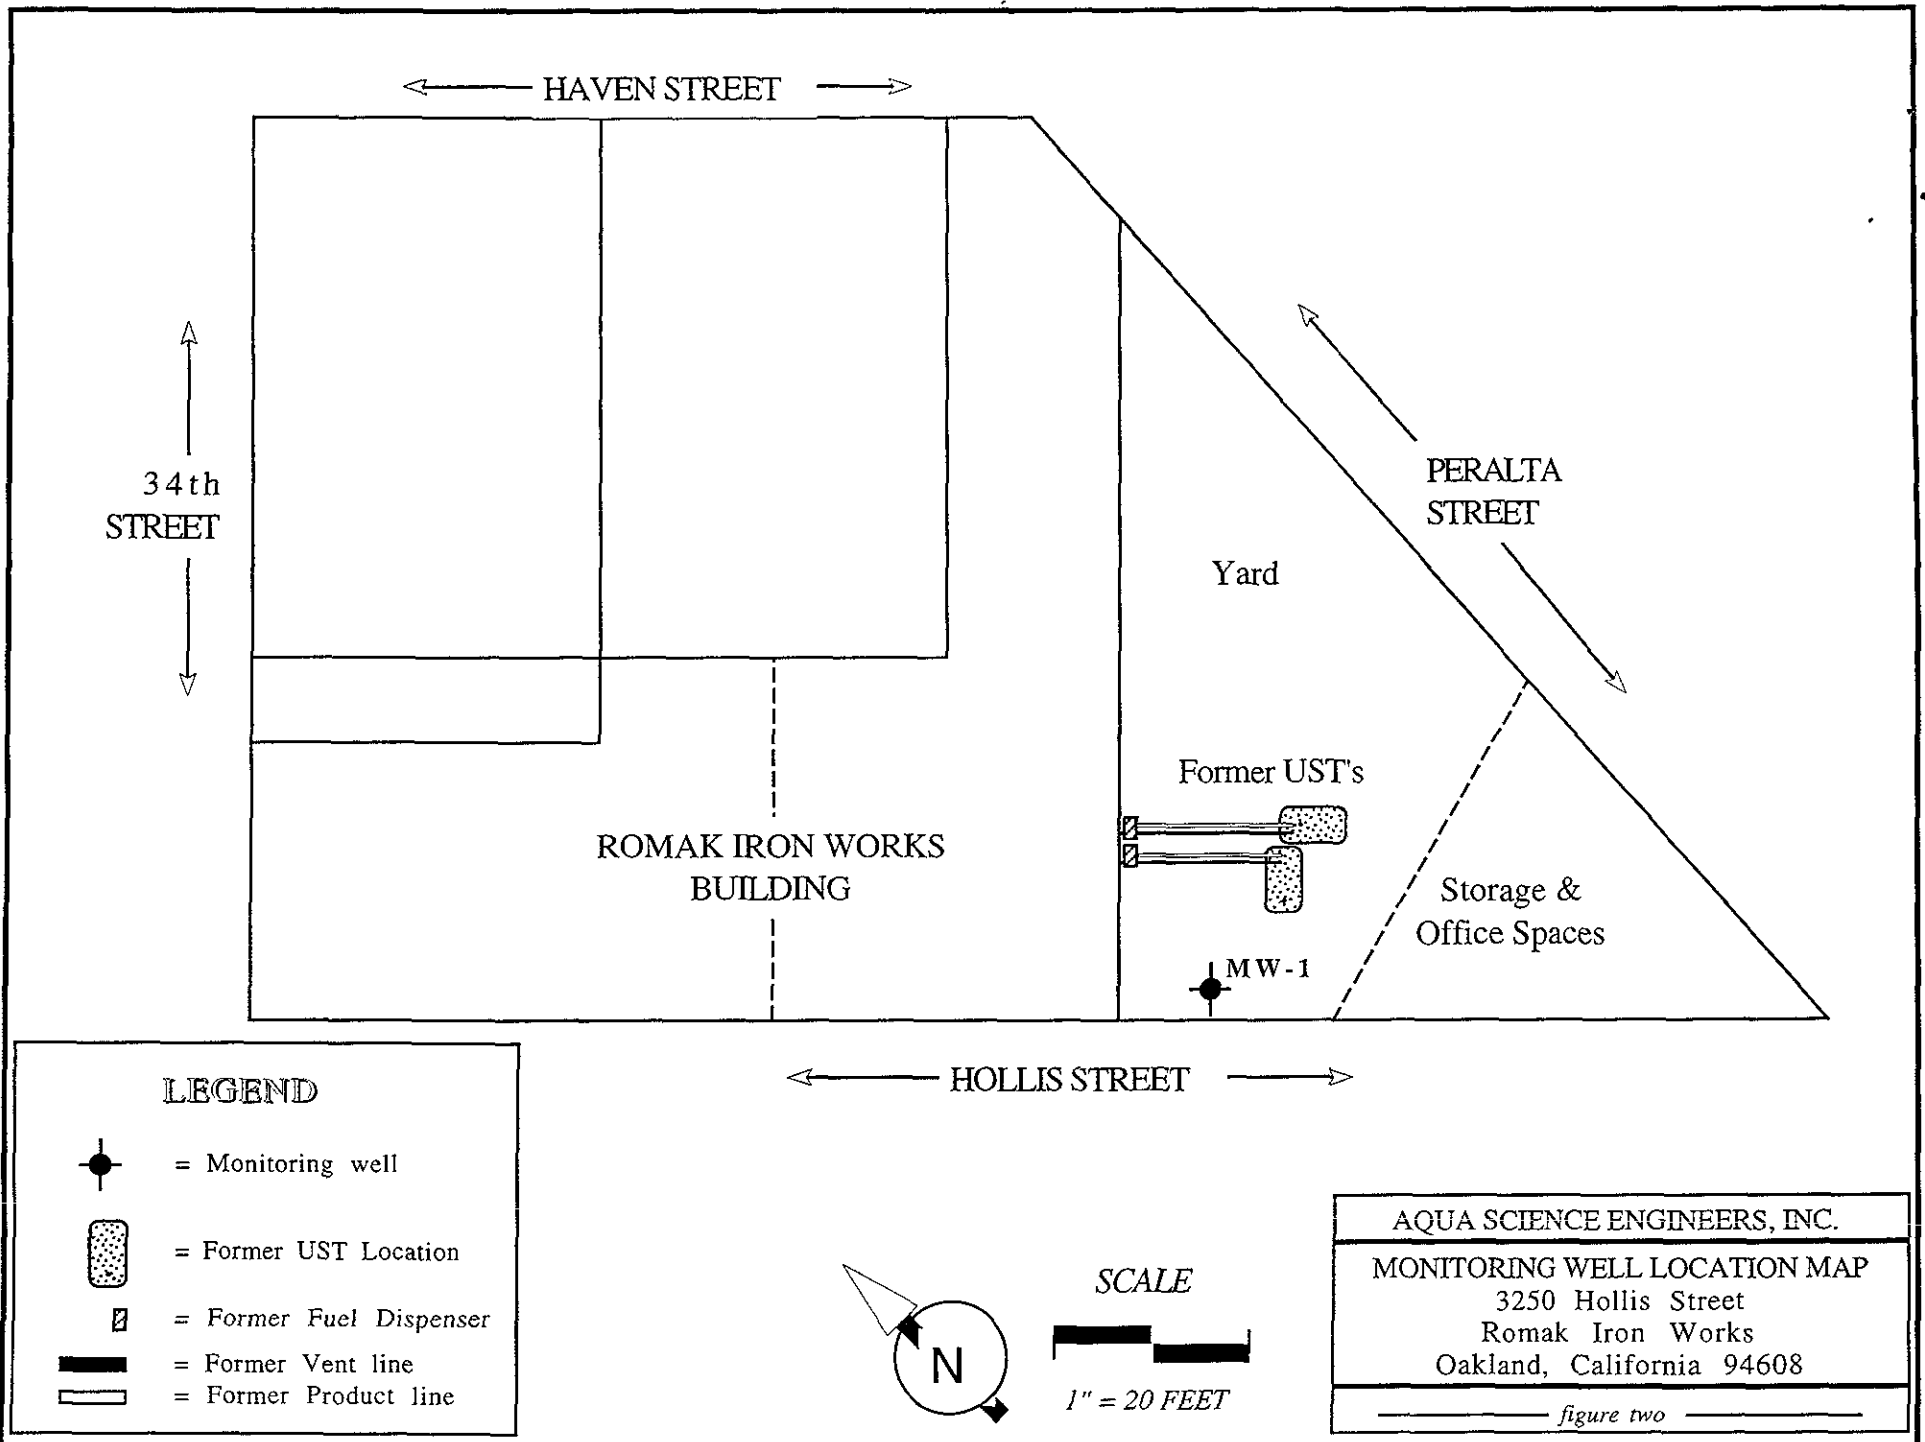 HAVEN STREET
34th
STREET
PERALTA
STREET
Yard
Former UST's
ROMAK IRON WORKS
BUILDING
Storage &
Office Spaces
MW-1
HOLLIS STREET
LEGEND
= Monitoring well
= Former UST Location
= Former Fuel Dispenser
= Former Vent line
= Former Product line
N
SCALE
1" = 20 FEET
AQUA SCIENCE ENGINEERS, INC.
MONITORING WELL LOCATION MAP
3250 Hollis Street
Romak Iron Works
Oakland, California 94608
figure two